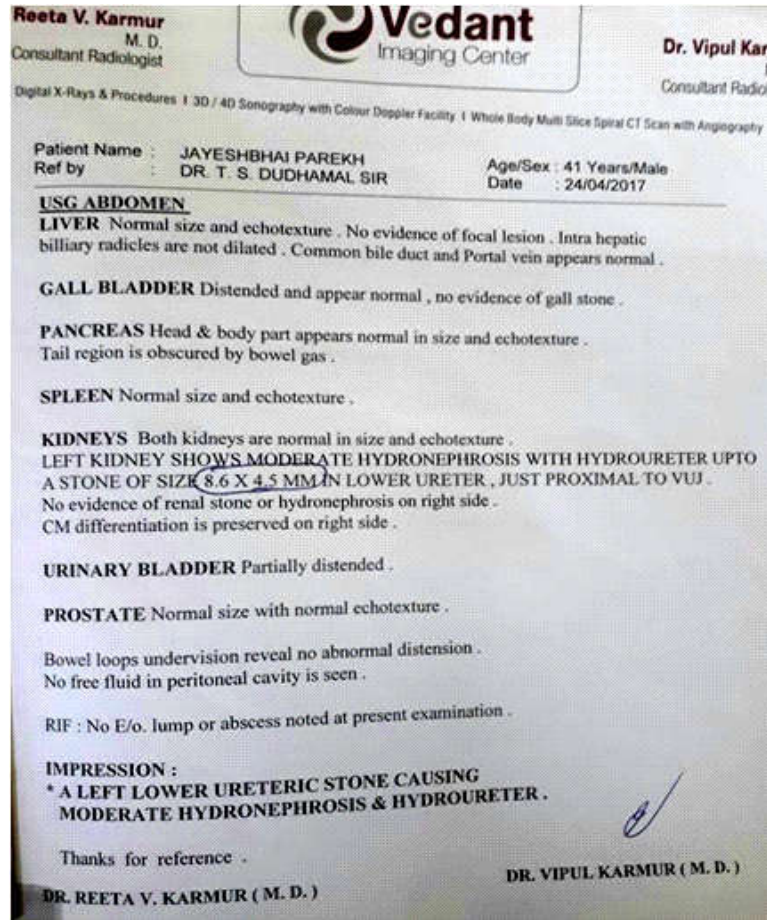 Reeta V. Karmur
M. D.
Consultant Radiologist
Vedant
Imaging Center
Dr. Vipul Kar
Consultant Radiol
Digital X-Rays & Procedures I 3D / 4D Sonography with Colour Doppler Facility I Whole Body Multi Slice Spiral CT Scan with Angiography
Patient Name : JAYESHBHAI PAREKH
Ref by : DR. T. S. DUDHAMAL SIR
Age/Sex : 41 Years/Male
Date : 24/04/2017
USG ABDOMEN
LIVER Normal size and echotexture . No evidence of focal lesion . Intra hepatic
billiary radicles are not dilated . Common bile duct and Portal vein appears normal .
GALL BLADDER Distended and appear normal , no evidence of gall stone .
PANCREAS Head & body part appears normal in size and echotexture .
Tail region is obscured by bowel gas .
SPLEEN Normal size and echotexture .
KIDNEYS Both kidneys are normal in size and echotexture .
LEFT KIDNEY SHOWS MODERATE HYDRONEPHROSIS WITH HYDROURETER UPTO
A STONE OF SIZE 8.6 X 4.5 MM IN LOWER URETER , JUST PROXIMAL TO VUJ .
No evidence of renal stone or hydronephrosis on right side .
CM differentiation is preserved on right side .
URINARY BLADDER Partially distended .
PROSTATE Normal size with normal echotexture .
Bowel loops undervision reveal no abnormal distension .
No free fluid in peritoneal cavity is seen .
RIF : No E/o. lump or abscess noted at present examination .
IMPRESSION :
* A LEFT LOWER URETERIC STONE CAUSING
MODERATE HYDRONEPHROSIS & HYDROURETER .
Thanks for reference .
DR. REETA V. KARMUR ( M. D. )
DR. VIPUL KARMUR ( M. D. )